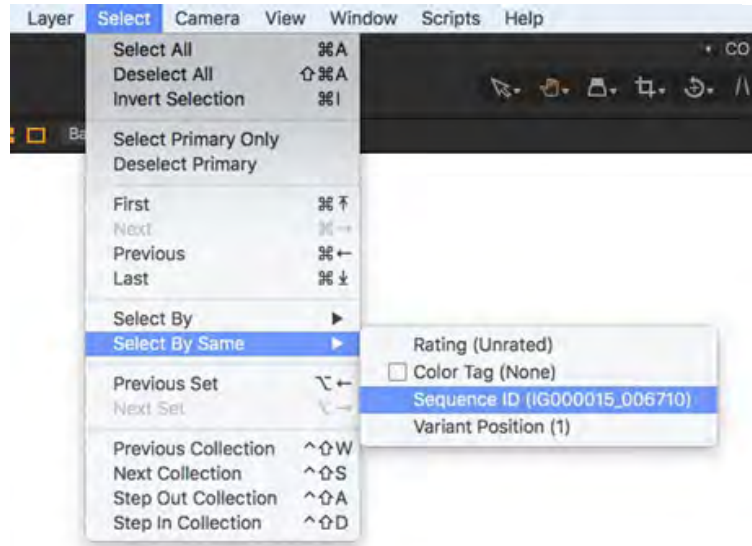 Layer Select Camera View Window Scripts Help
CO
Ba
Select All ⌘A
Deselect All ⇧⌘A
Invert Selection ⌘I
Select Primary Only
Deselect Primary
First ⌘⤒
Next ⌘→
Previous ⌘←
Last ⌘⤓
Select By ▶
Select By Same ▶
Rating (Unrated)
Color Tag (None)
Sequence ID (IG000015_006710)
Variant Position (1)
Previous Set ⌥←
Next Set ⌥→
Previous Collection ^⇧W
Next Collection ^⇧S
Step Out Collection ^⇧A
Step In Collection ^⇧D